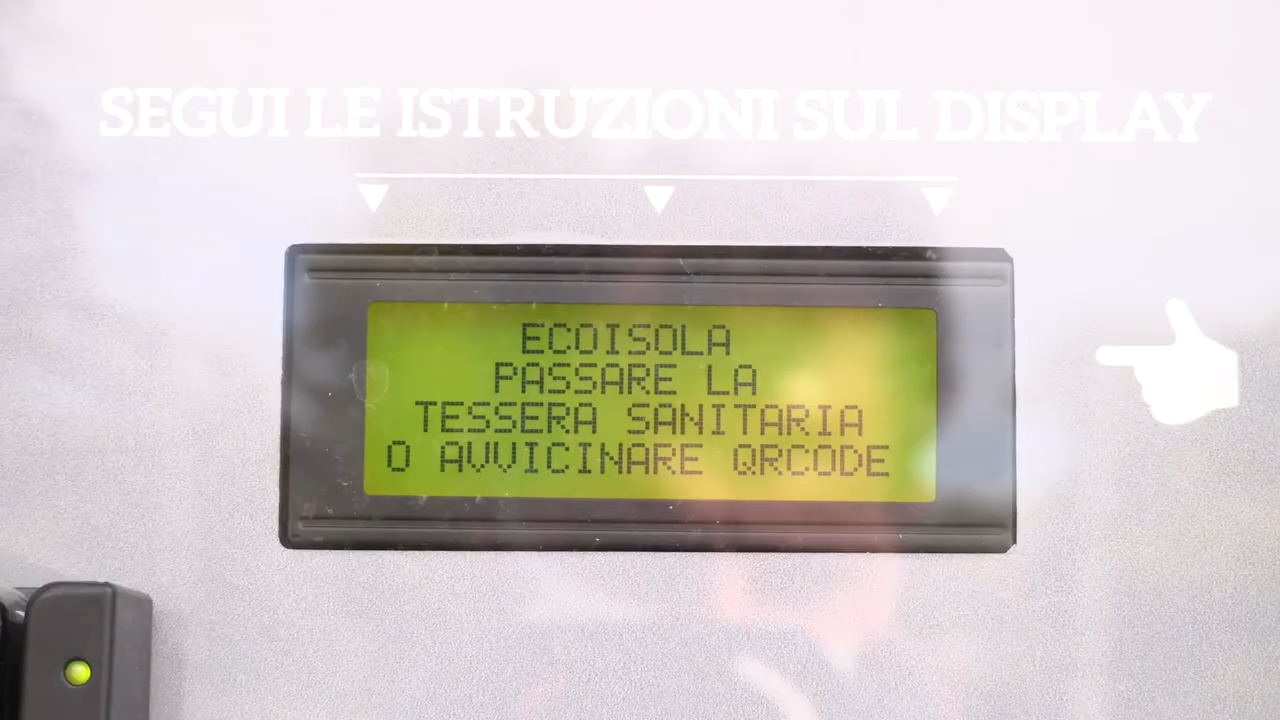 SEGUI LE ISTRUZIONI SUL DISPLAY
ECOISOLA
PASSARE LA
TESSERA SANITARIA
O AVVICINARE QRCODE